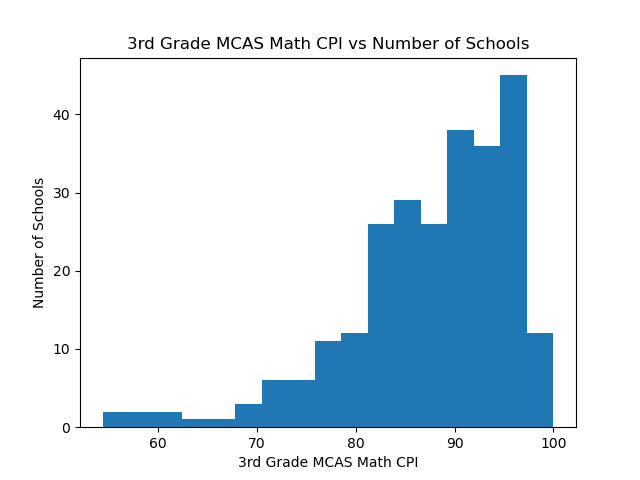 3rd Grade MCAS Math CPI vs Number of Schools
40
30
20
10
0
Number of Schools
60 70 80 90 100
3rd Grade MCAS Math CPI